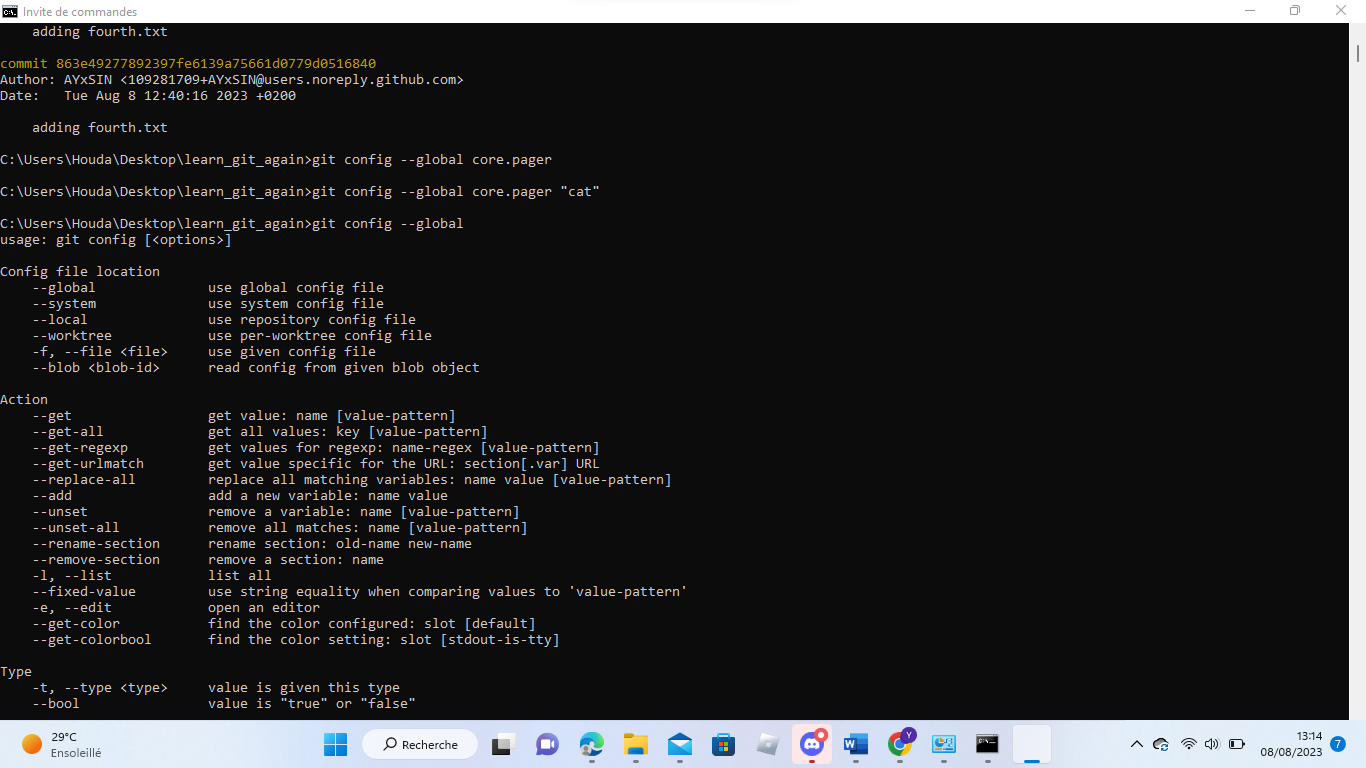 Invite de commandes
    adding fourth.txt
commit 863e49277892397fe6139a75661d0779d0516840
Author: AYxSIN <109281709+AYxSIN@users.noreply.github.com>
Date:   Tue Aug 8 12:40:16 2023 +0200
    adding fourth.txt
C:\Users\Houda\Desktop\learn_git_again>git config --global core.pager
C:\Users\Houda\Desktop\learn_git_again>git config --global core.pager "cat"
C:\Users\Houda\Desktop\learn_git_again>git config --global
usage: git config [<options>]
Config file location
    --global              use global config file
    --system              use system config file
    --local               use repository config file
    --worktree            use per-worktree config file
    -f, --file <file>     use given config file
    --blob <blob-id>      read config from given blob object
Action
    --get                 get value: name [value-pattern]
    --get-all             get all values: key [value-pattern]
    --get-regexp          get values for regexp: name-regex [value-pattern]
    --get-urlmatch        get value specific for the URL: section[.var] URL
    --replace-all         replace all matching variables: name value [value-pattern]
    --add                 add a new variable: name value
    --unset               remove a variable: name [value-pattern]
    --unset-all           remove all matches: name [value-pattern]
    --rename-section      rename section: old-name new-name
    --remove-section      remove a section: name
    -l, --list            list all
    --fixed-value         use string equality when comparing values to 'value-pattern'
    -e, --edit            open an editor
    --get-color           find the color configured: slot [default]
    --get-colorbool       find the color setting: slot [stdout-is-tty]
Type
    -t, --type <type>     value is given this type
    --bool                value is "true" or "false"
29°C
Ensoleillé
Recherche
Y
13:14
08/08/2023
7